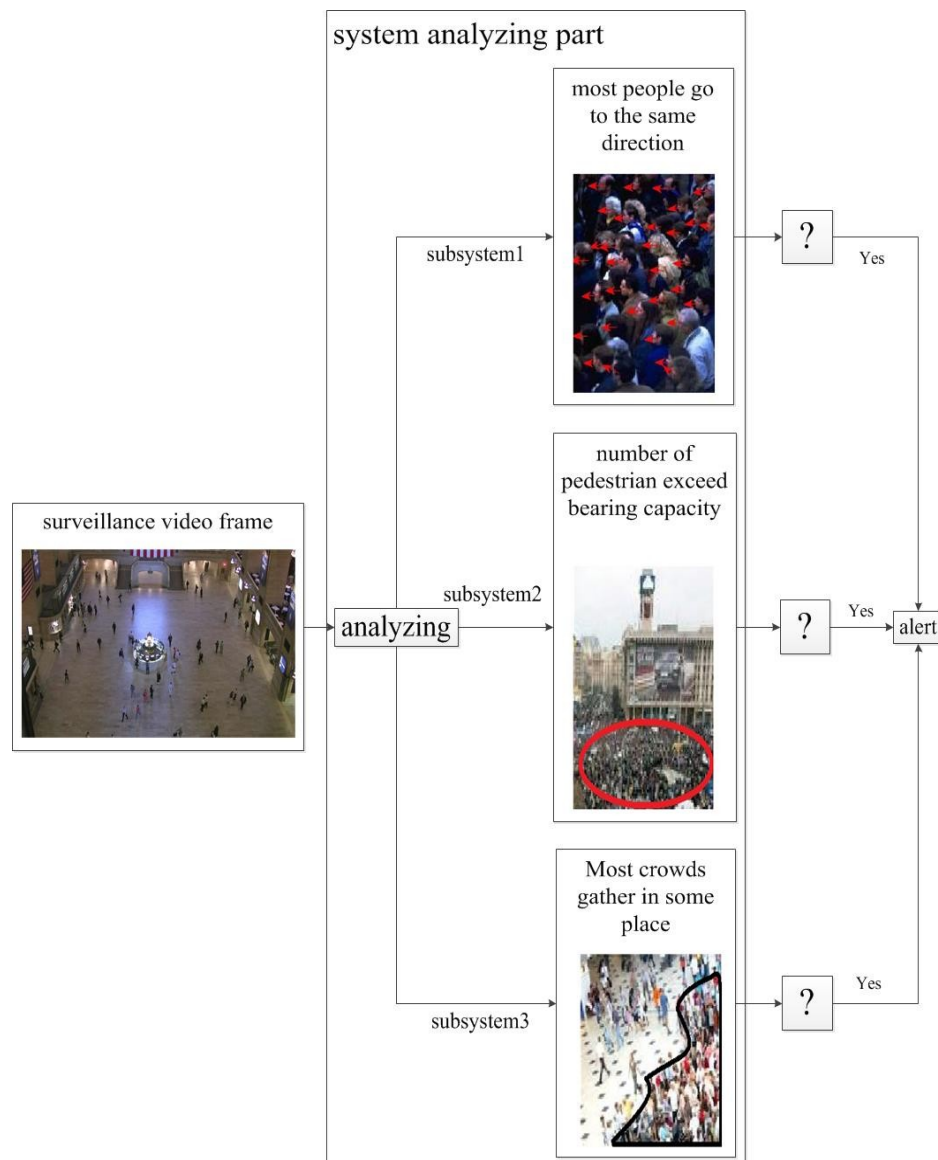 system analyzing part
most people go
to the same
direction
subsystem1
?
Yes
number of
pedestrian exceed
bearing capacity
surveillance video frame
analyzing
subsystem2
?
Yes
alert
Most crowds
gather in some
place
subsystem3
?
Yes